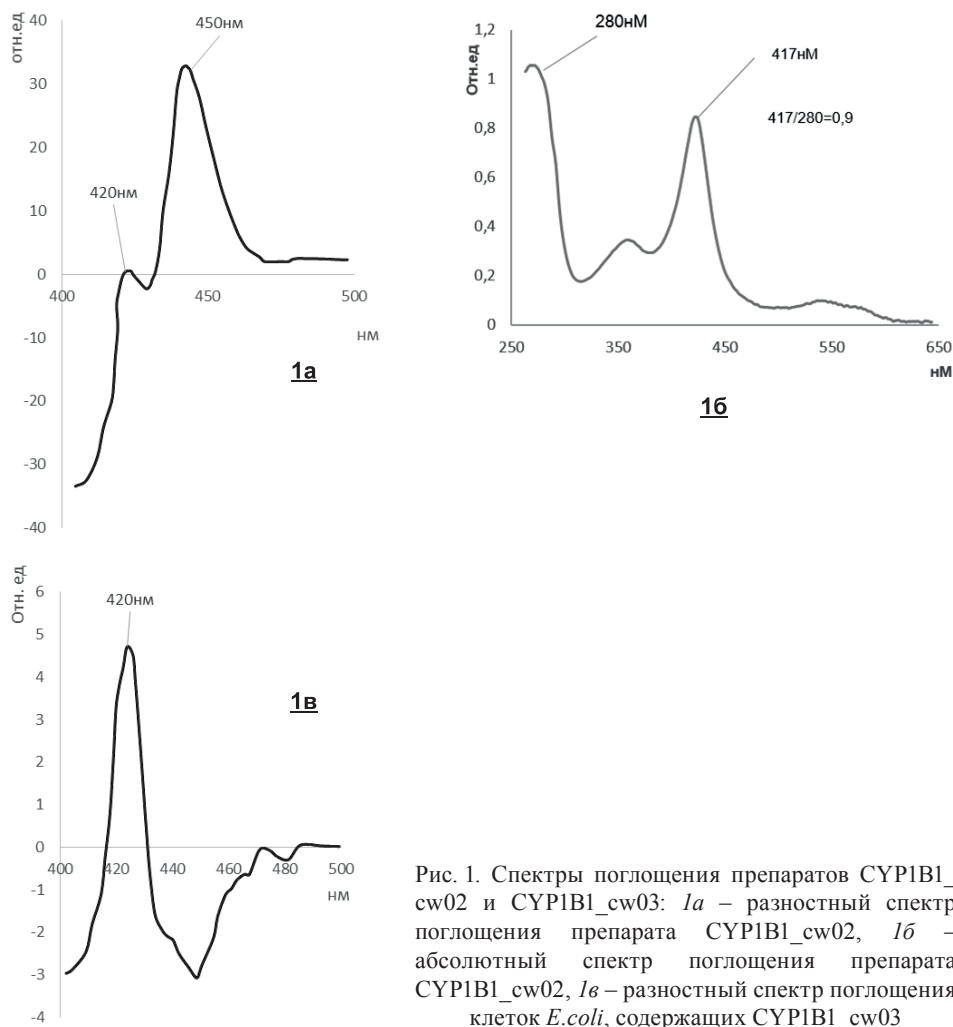 отн.ед
40
30
20
10
0
-10
-20
-30
-40
400
450
500
нм
420нм
450нм
1а
Отн.ед
1,2
1
0,8
0,6
0,4
0,2
0
250
350
450
550
650
нМ
280нМ
417нМ
417/280=0,9
1б
Отн. ед
6
5
4
3
2
1
0
-1
-2
-3
-4
400
420
440
460
480
500
нм
420нм
1в
Рис. 1. Спектры поглощения препаратов CYP1B1_
cw02 и CYP1B1_cw03: 1а – разностный спектр
поглощения препарата CYP1B1_cw02, 1б –
абсолютный спектр поглощения препарата
CYP1B1_cw02, 1в – разностный спектр поглощения
клеток E.coli, содержащих CYP1B1_cw03